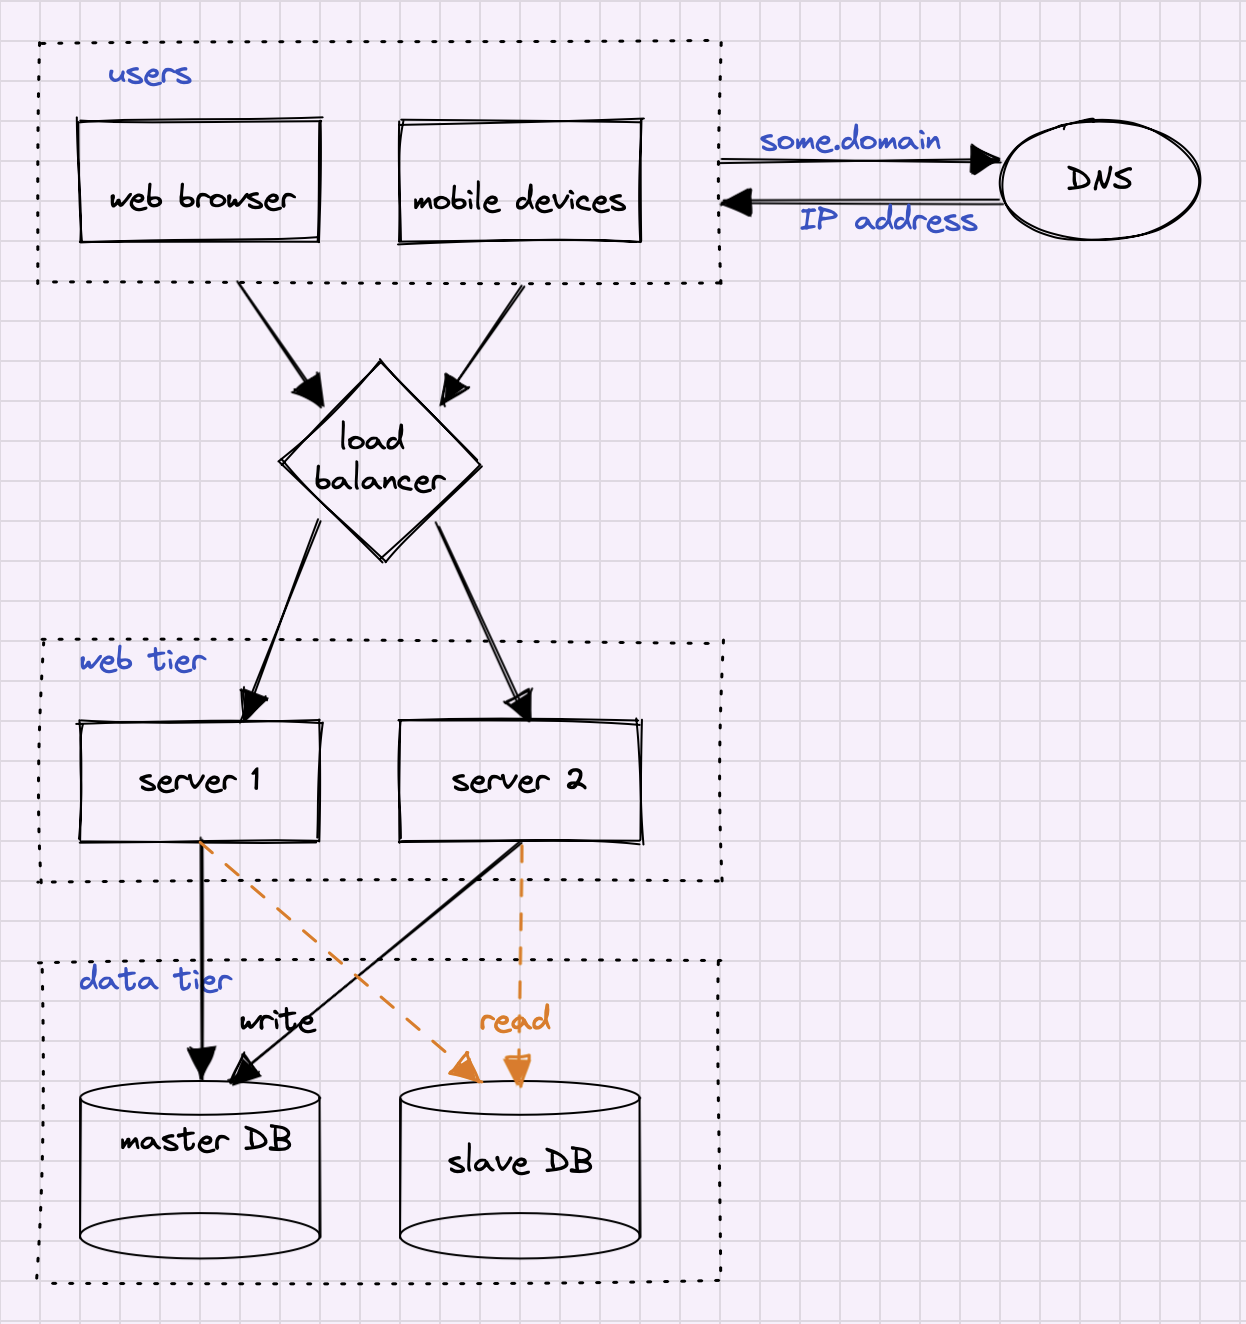 users
web browser
mobile devices
some.domain
IP address
DNS
load
balancer
web tier
server 1
server 2
data tier
write
read
master DB
slave DB